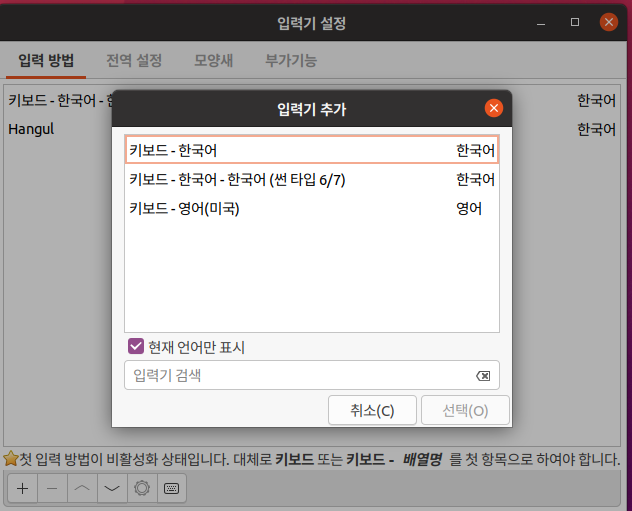 입력기 설정
입력 방법 전역 설정 모양새 부가기능
키보드 - 한국어 - 한국어
Hangul 한국어
입력기 추가
키보드 - 한국어 한국어
키보드 - 한국어 - 한국어 (썬 타입 6/7) 한국어
키보드 - 영어(미국) 영어
현재 언어만 표시
입력기 검색
취소(C) 선택(O)
첫 입력 방법이 비활성화 상태입니다. 대체로 키보드 또는 키보드 - 배열명 를 첫 항목으로 하여야 합니다.